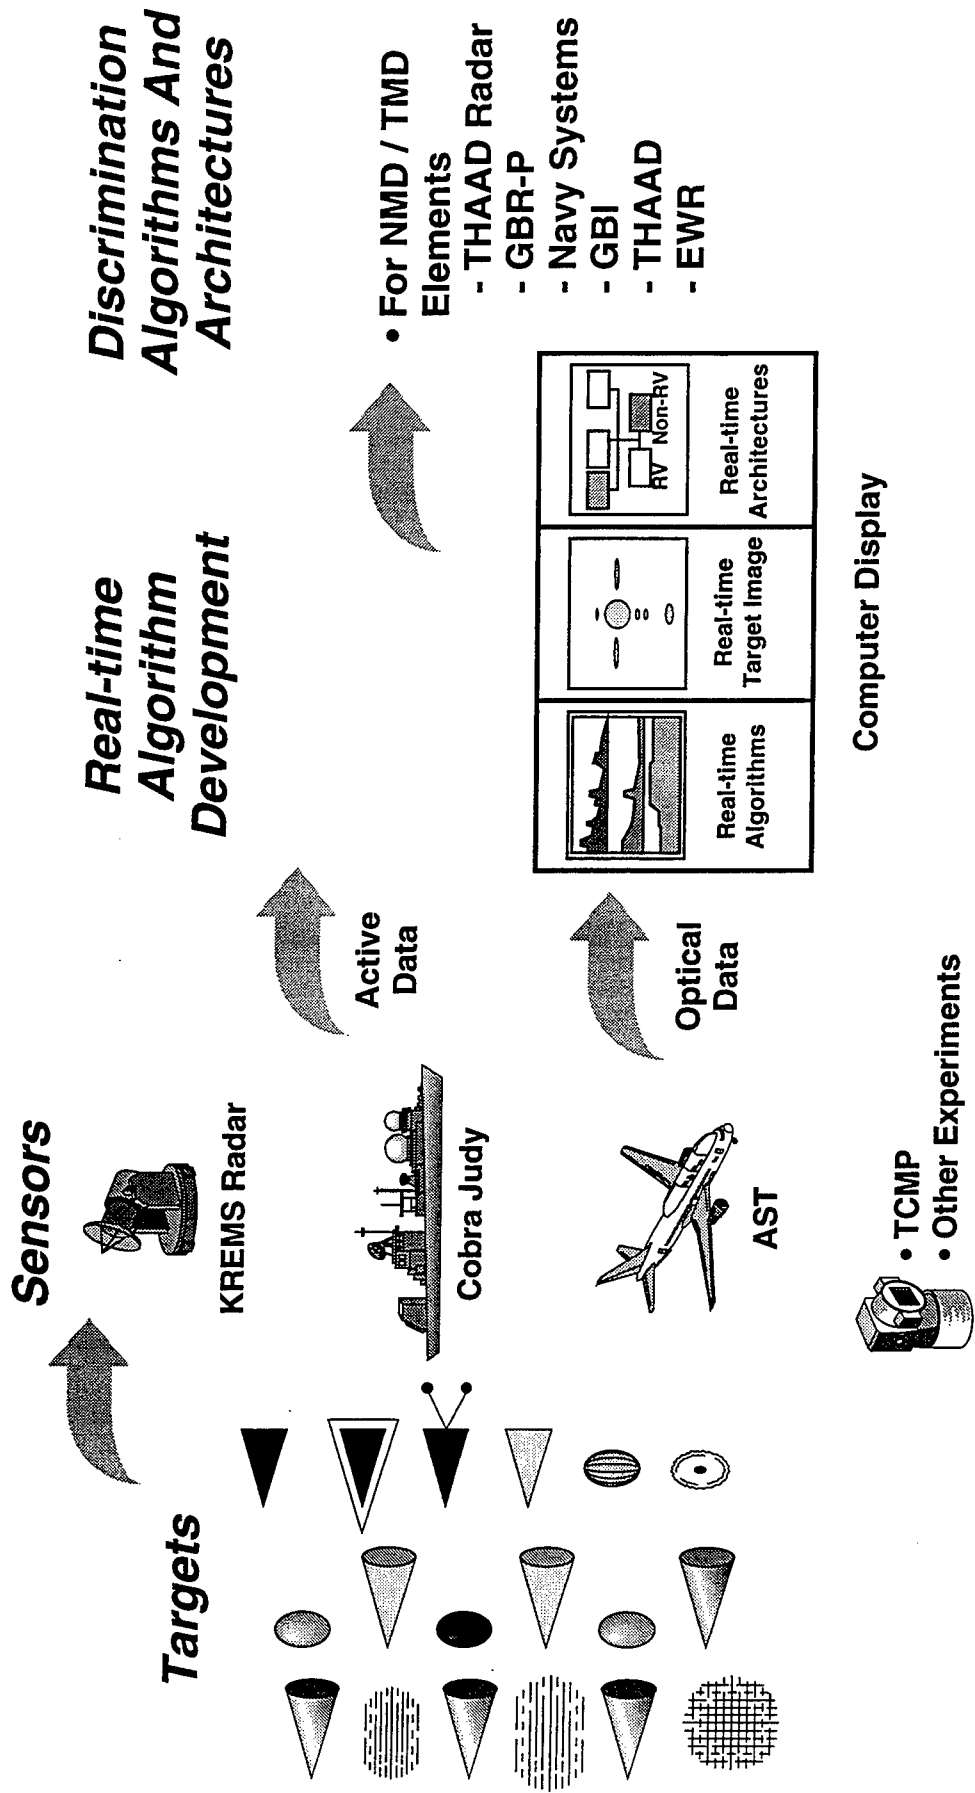 Targets
Sensors
KREMS Radar
Cobra Judy
AST
• TCMP
• Other Experiments
Active
Data
Optical
Data
Real-time
Algorithm
Development
Real-time
Algorithms
Real-time
Target Image
RV Non-RV
Real-time
Architectures
Computer Display
Discrimination
Algorithms And
Architectures
• For NMD / TMD
Elements
- THAAD Radar
- GBR-P
- Navy Systems
- GBI
- THAAD
- EWR